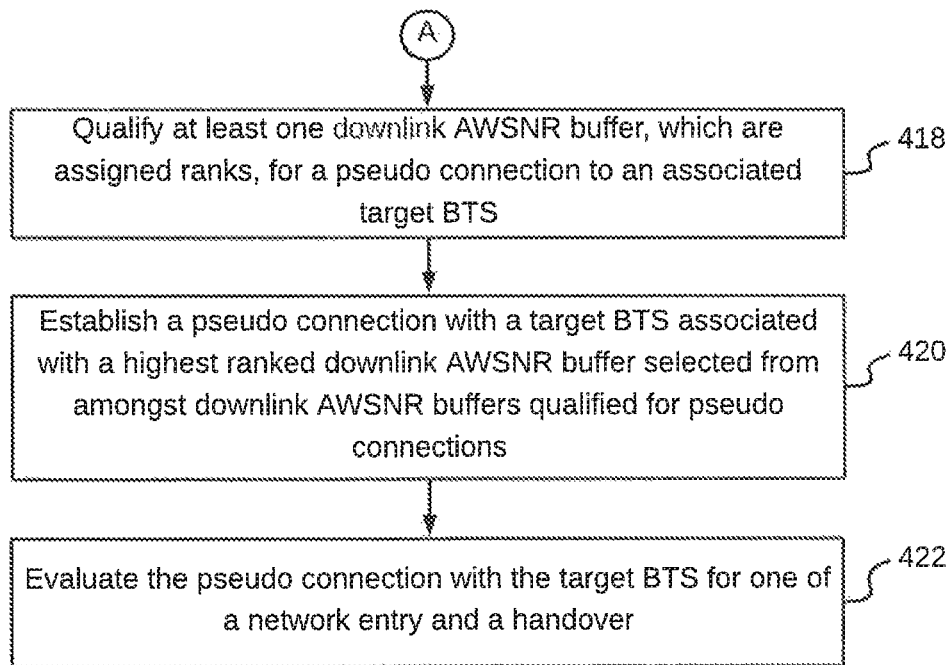 A
Qualify at least one downlink AWSNR buffer, which are
assigned ranks, for a pseudo connection to an associated
target BTS
418
Establish a pseudo connection with a target BTS associated
with a highest ranked downlink AWSNR buffer selected from
amongst downlink AWSNR buffers qualified for pseudo
connections
420
Evaluate the pseudo connection with the target BTS for one of
a network entry and a handover
422